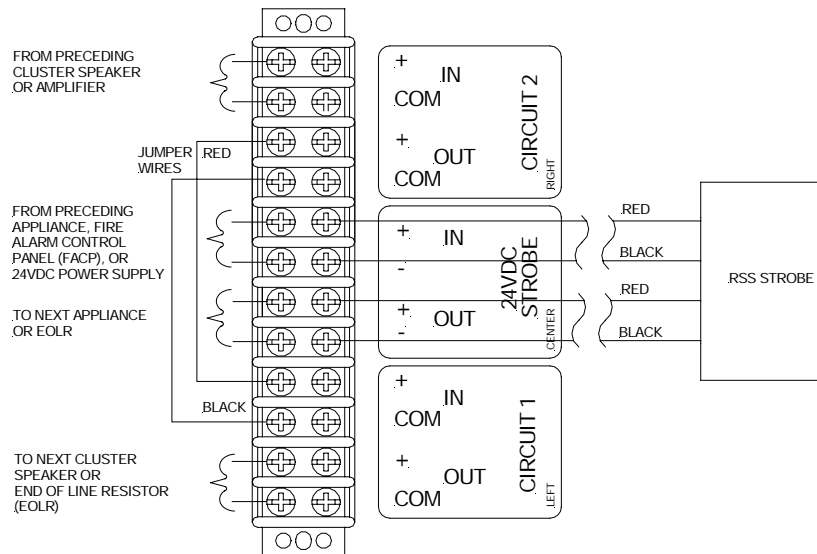 FROM PRECEDING
CLUSTER SPEAKER
OR AMPLIFIER
JUMPER
WIRES
RED
FROM PRECEDING
APPLIANCE, FIRE
ALARM CONTROL
PANEL (FACP), OR
24VDC POWER SUPPLY
TO NEXT APPLIANCE
OR EOLR
BLACK
TO NEXT CLUSTER
SPEAKER OR
END OF LINE RESISTOR
(EOLR)
+
IN
COM
+
OUT
COM
CIRCUIT 2
RIGHT
+
IN
-
+
OUT
-
24VDC
STROBE
CENTER
+
IN
COM
+
OUT
COM
CIRCUIT 1
LEFT
RED
BLACK
RED
BLACK
RSS STROBE